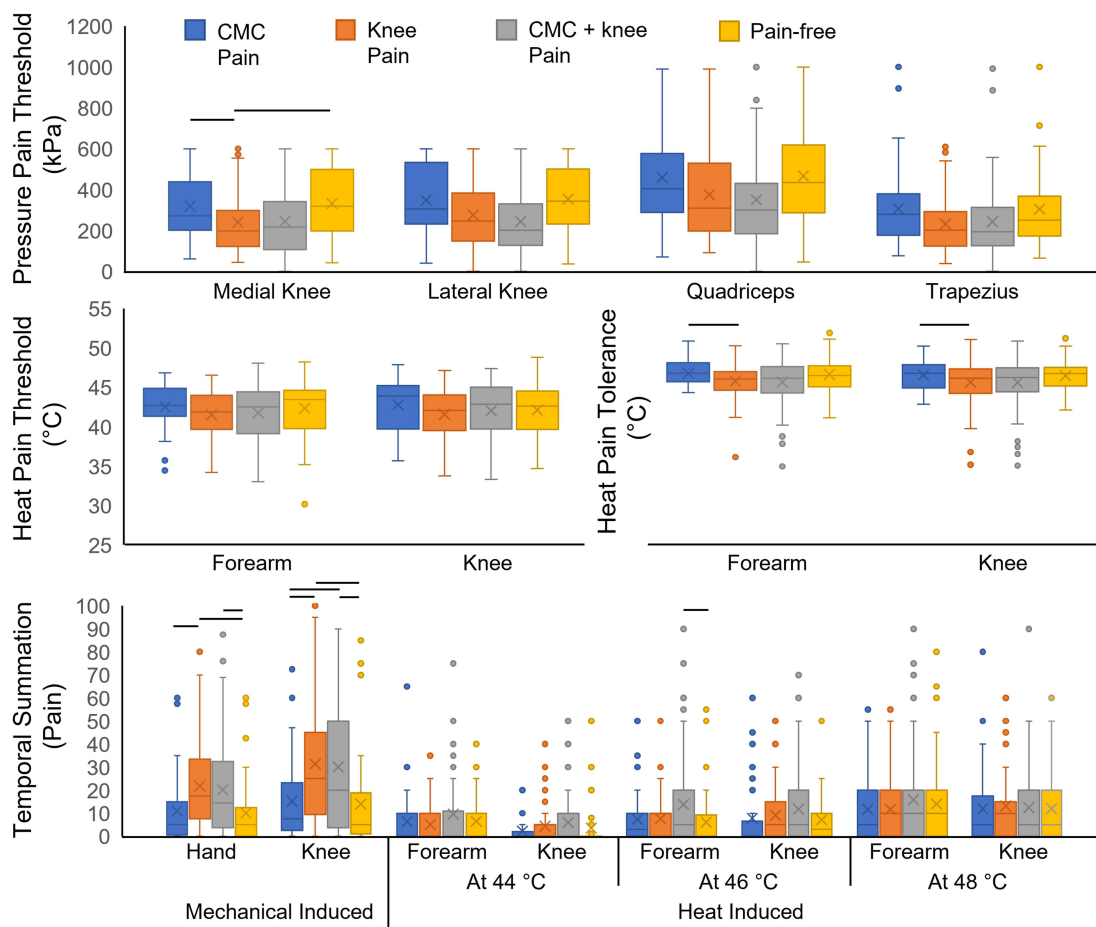 1200
1000
800
600
400
200
0
Pressure Pain Threshold
(kPa)
CMC
Pain
Knee
Pain
CMC + knee
Pain
Pain-free
Medial Knee
Lateral Knee
Quadriceps
Trapezius
55
50
45
40
35
30
25
Heat Pain Threshold
(°C)
Forearm
Knee
Heat Pain Tolerance
(°C)
Forearm
Knee
100
90
80
70
60
50
40
30
20
10
0
Temporal Summation
(Pain)
Hand
Knee
Forearm
Knee
Forearm
Knee
Forearm
Knee
At 44 °C
At 46 °C
At 48 °C
Mechanical Induced
Heat Induced